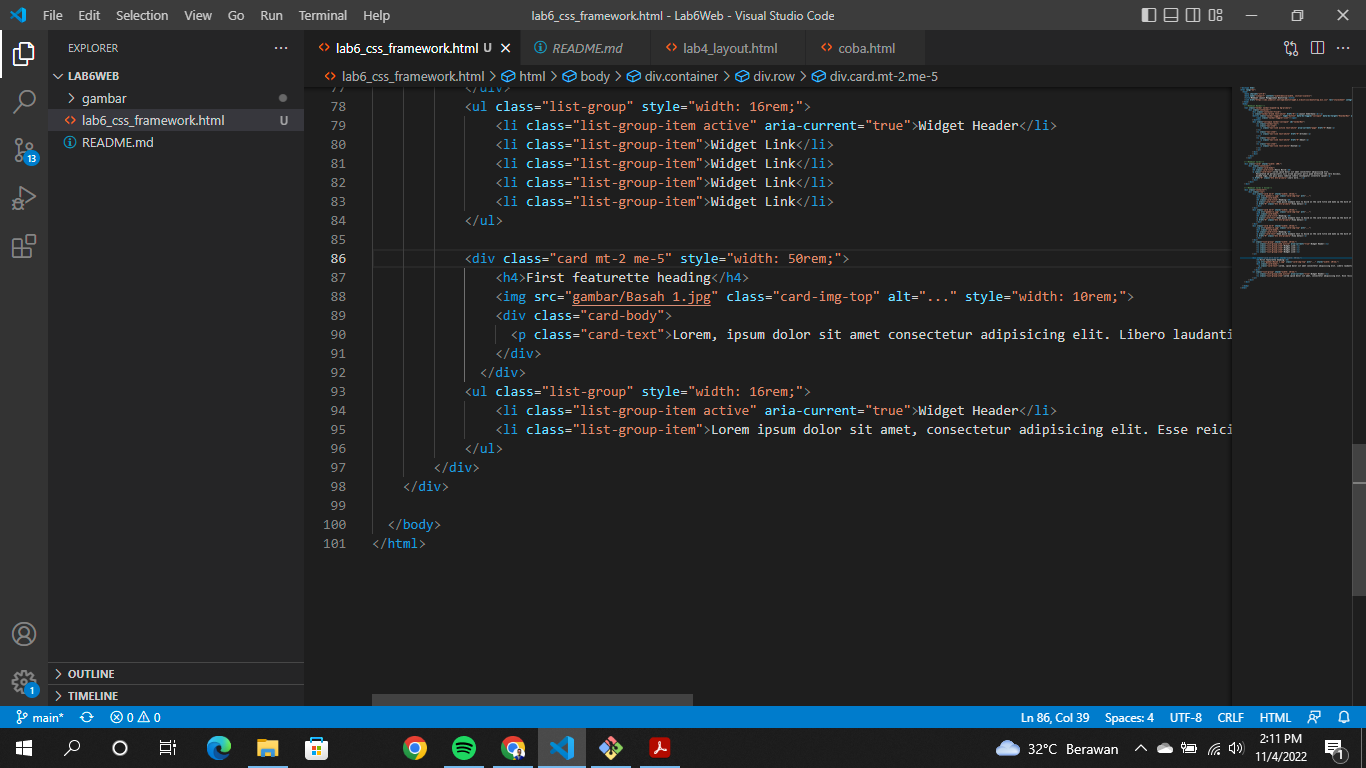 File Edit Selection View Go Run Terminal Help
lab6_css_framework.html - Lab6Web - Visual Studio Code
EXPLORER
LAB6WEB
gambar
lab6_css_framework.html U
README.md
OUTLINE
TIMELINE
13
1
lab6_css_framework.html U
README.md
lab4_layout.html
coba.html
lab6_css_framework.html > html > body > div.container > div.row > div.card.mt-2.me-5
77 </div>
78 <ul class="list-group" style="width: 16rem;">
79 <li class="list-group-item active" aria-current="true">Widget Header</li>
80 <li class="list-group-item">Widget Link</li>
81 <li class="list-group-item">Widget Link</li>
82 <li class="list-group-item">Widget Link</li>
83 <li class="list-group-item">Widget Link</li>
84 </ul>
85
86 <div class="card mt-2 me-5" style="width: 50rem;">
87 <h4>First featurette heading</h4>
88 <img src="gambar/Basah 1.jpg" class="card-img-top" alt="..." style="width: 10rem;">
89 <div class="card-body">
90 <p class="card-text">Lorem, ipsum dolor sit amet consectetur adipisicing elit. Libero laudanti
91 </div>
92 </div>
93 <ul class="list-group" style="width: 16rem;">
94 <li class="list-group-item active" aria-current="true">Widget Header</li>
95 <li class="list-group-item">Lorem ipsum dolor sit amet, consectetur adipisicing elit. Esse reici
96 </ul>
97 </div>
98 </div>
99
100 </body>
101 </html>
main* 0 0
Ln 86, Col 39 Spaces: 4 UTF-8 CRLF HTML
32°C Berawan
2:11 PM
11/4/2022
1